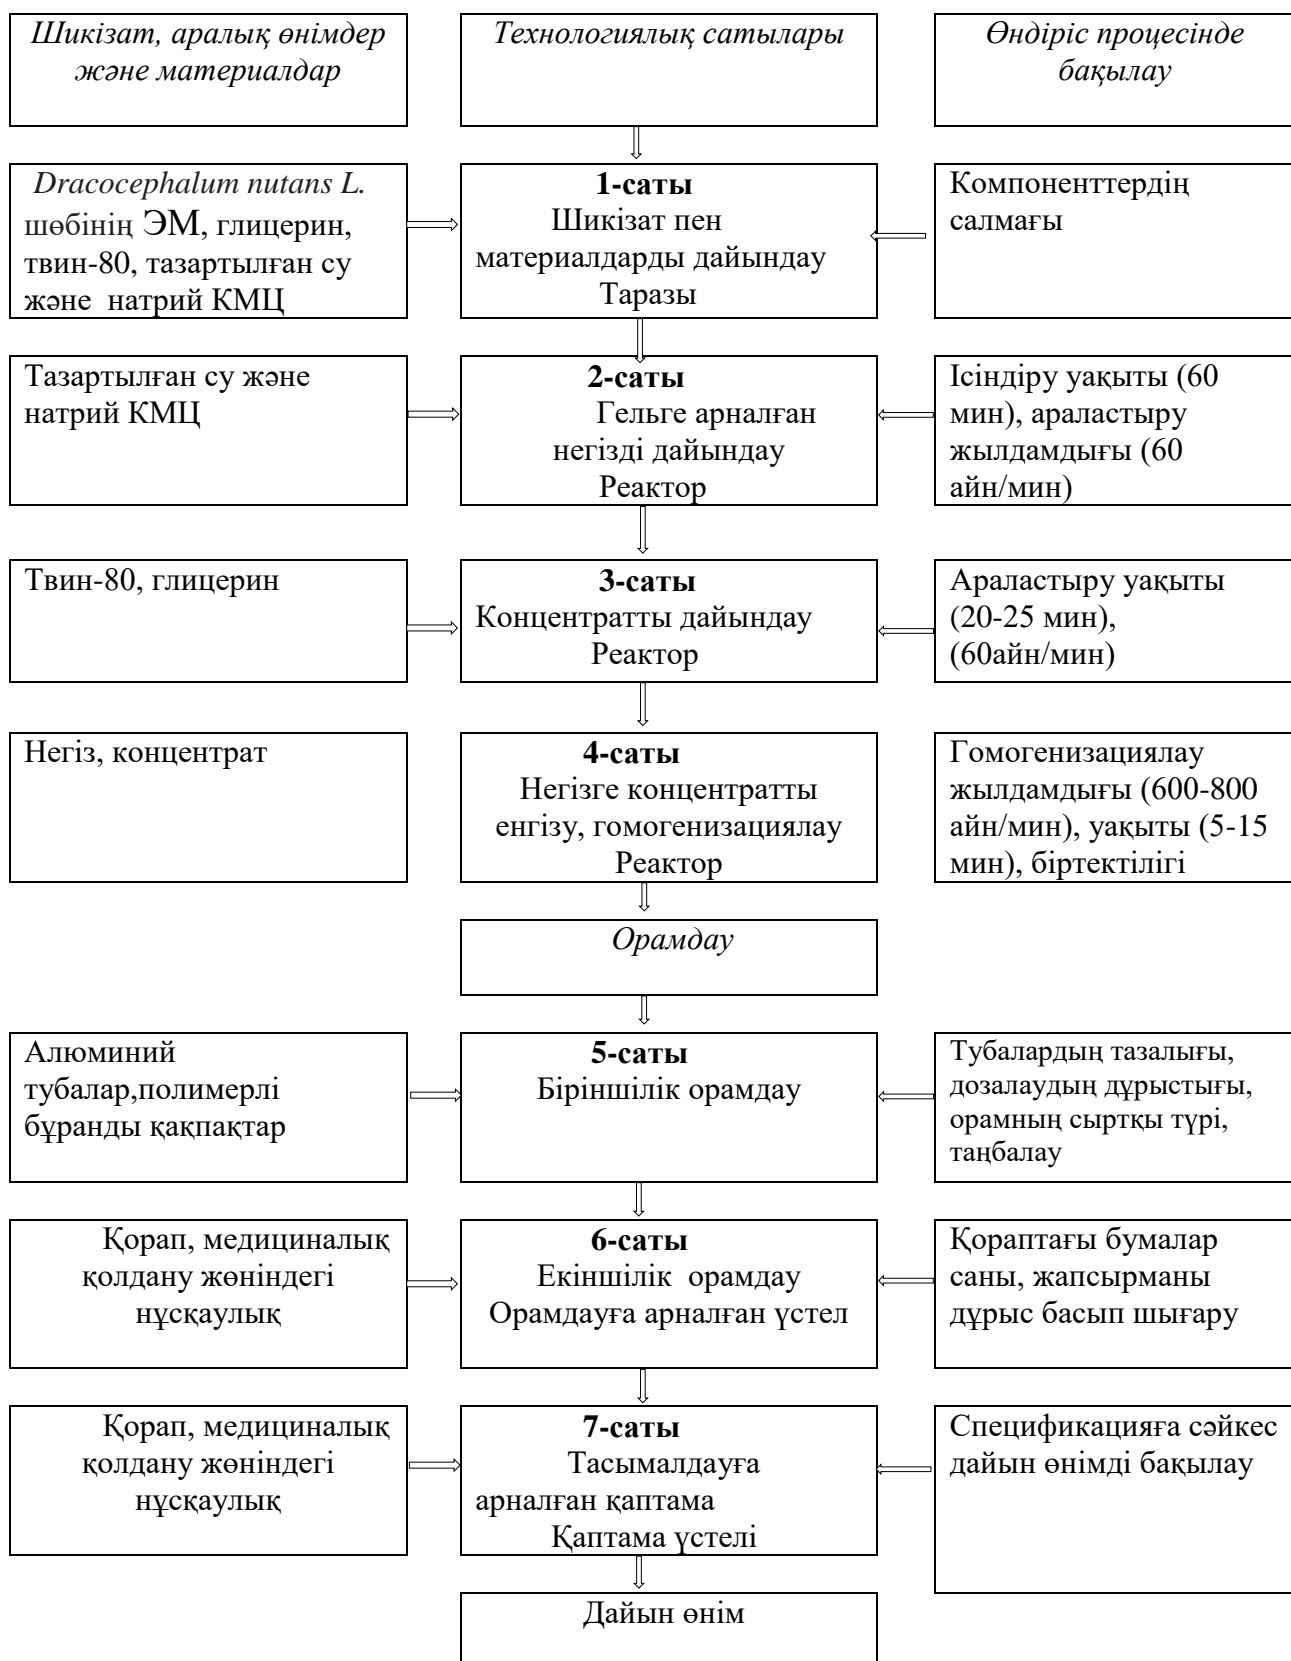 Шикізат, аралық өнімдер
және материалдар
Технологиялық сатылары
Өндіріс процесінде
бақылау
Dracocephalum nutans L.
шөбінің ЭМ, глицерин,
твин-80, тазартылған су
және натрий КМЦ
1-саты
Шикізат пен
материалдарды дайындау
Таразы
Компоненттердің
салмағы
Тазартылған су және
натрий КМЦ
2-саты
Гельге арналған
негізді дайындау
Реактор
Ісіндіру уақыты (60
мин), араластыру
жылдамдығы (60
айн/мин)
Твин-80, глицерин
3-саты
Концентратты дайындау
Реактор
Араластыру уақыты
(20-25 мин),
(60айн/мин)
Негіз, концентрат
4-саты
Негізге концентратты
енгізу, гомогенизациялау
Реактор
Гомогенизациялау
жылдамдығы (600-800
айн/мин), уақыты (5-15
мин), біртектілігі
Орамдау
Алюминий
тубалар,полимерлі
бұранды қақпақтар
5-саты
Біріншілік орамдау
Тубалардың тазалығы,
дозалаудың дұрыстығы,
орамның сыртқы түрі,
таңбалау
Қорап, медициналық
қолдану жөніндегі
нұсқаулық
6-саты
Екіншілік орамдау
Орамдауға арналған үстел
Қораптағы бумалар
саны, жапсырманы
дұрыс басып шығару
Қорап, медициналық
қолдану жөніндегі
нұсқаулық
7-саты
Тасымалдауға
арналған қаптама
Қаптама үстелі
Спецификацияға сәйкес
дайын өнімді бақылау
Дайын өнім